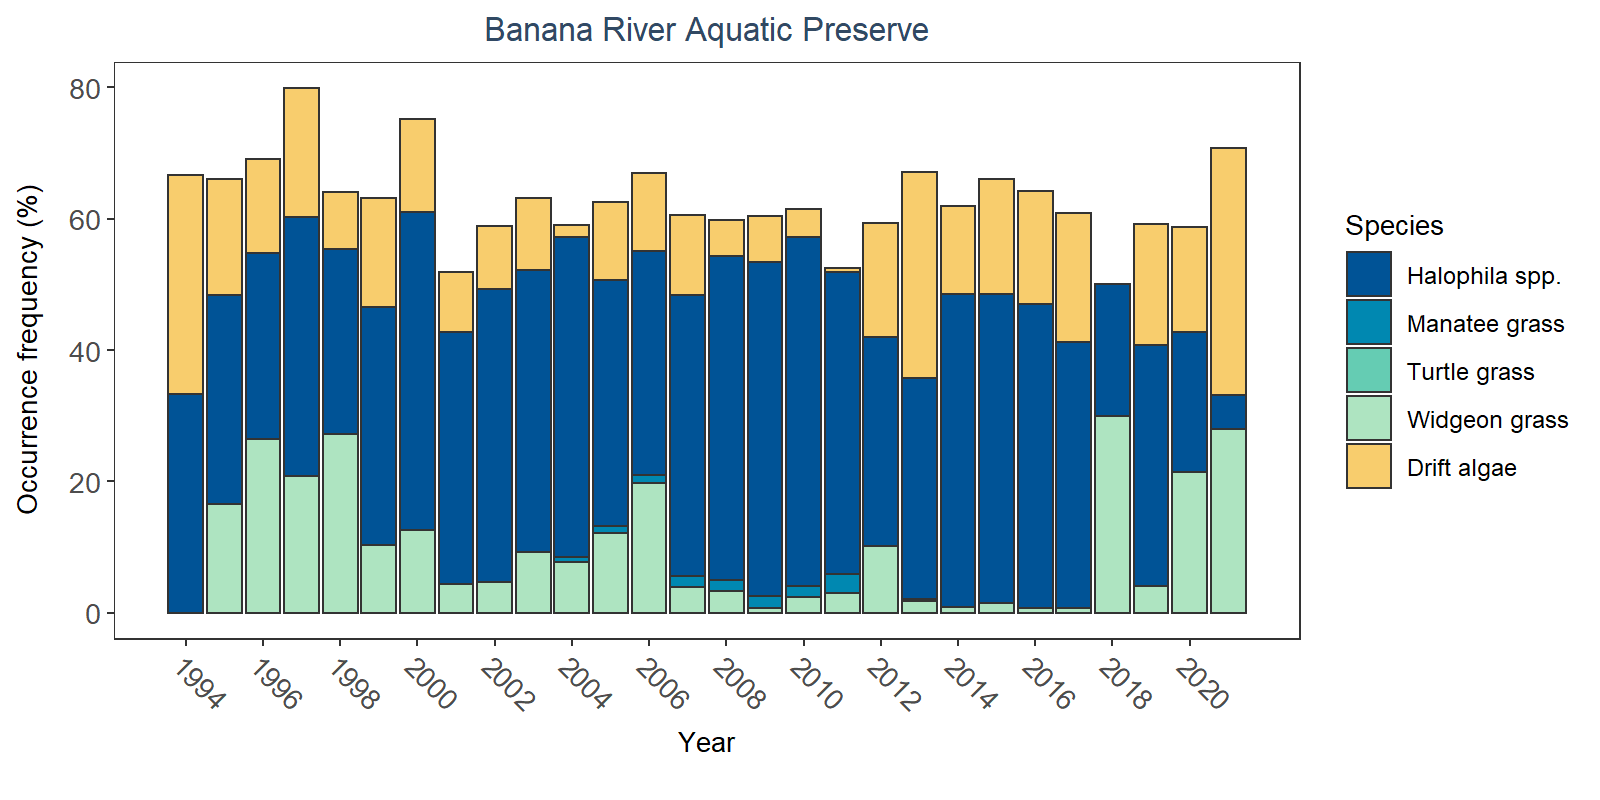 Banana River Aquatic Preserve
Occurrence frequency (%)
80
60
40
20
0
1994
1996
1998
2000
2002
2004
2006
2008
2010
2012
2014
2016
2018
2020
Year
Species
Halophila spp.
Manatee grass
Turtle grass
Widgeon grass
Drift algae